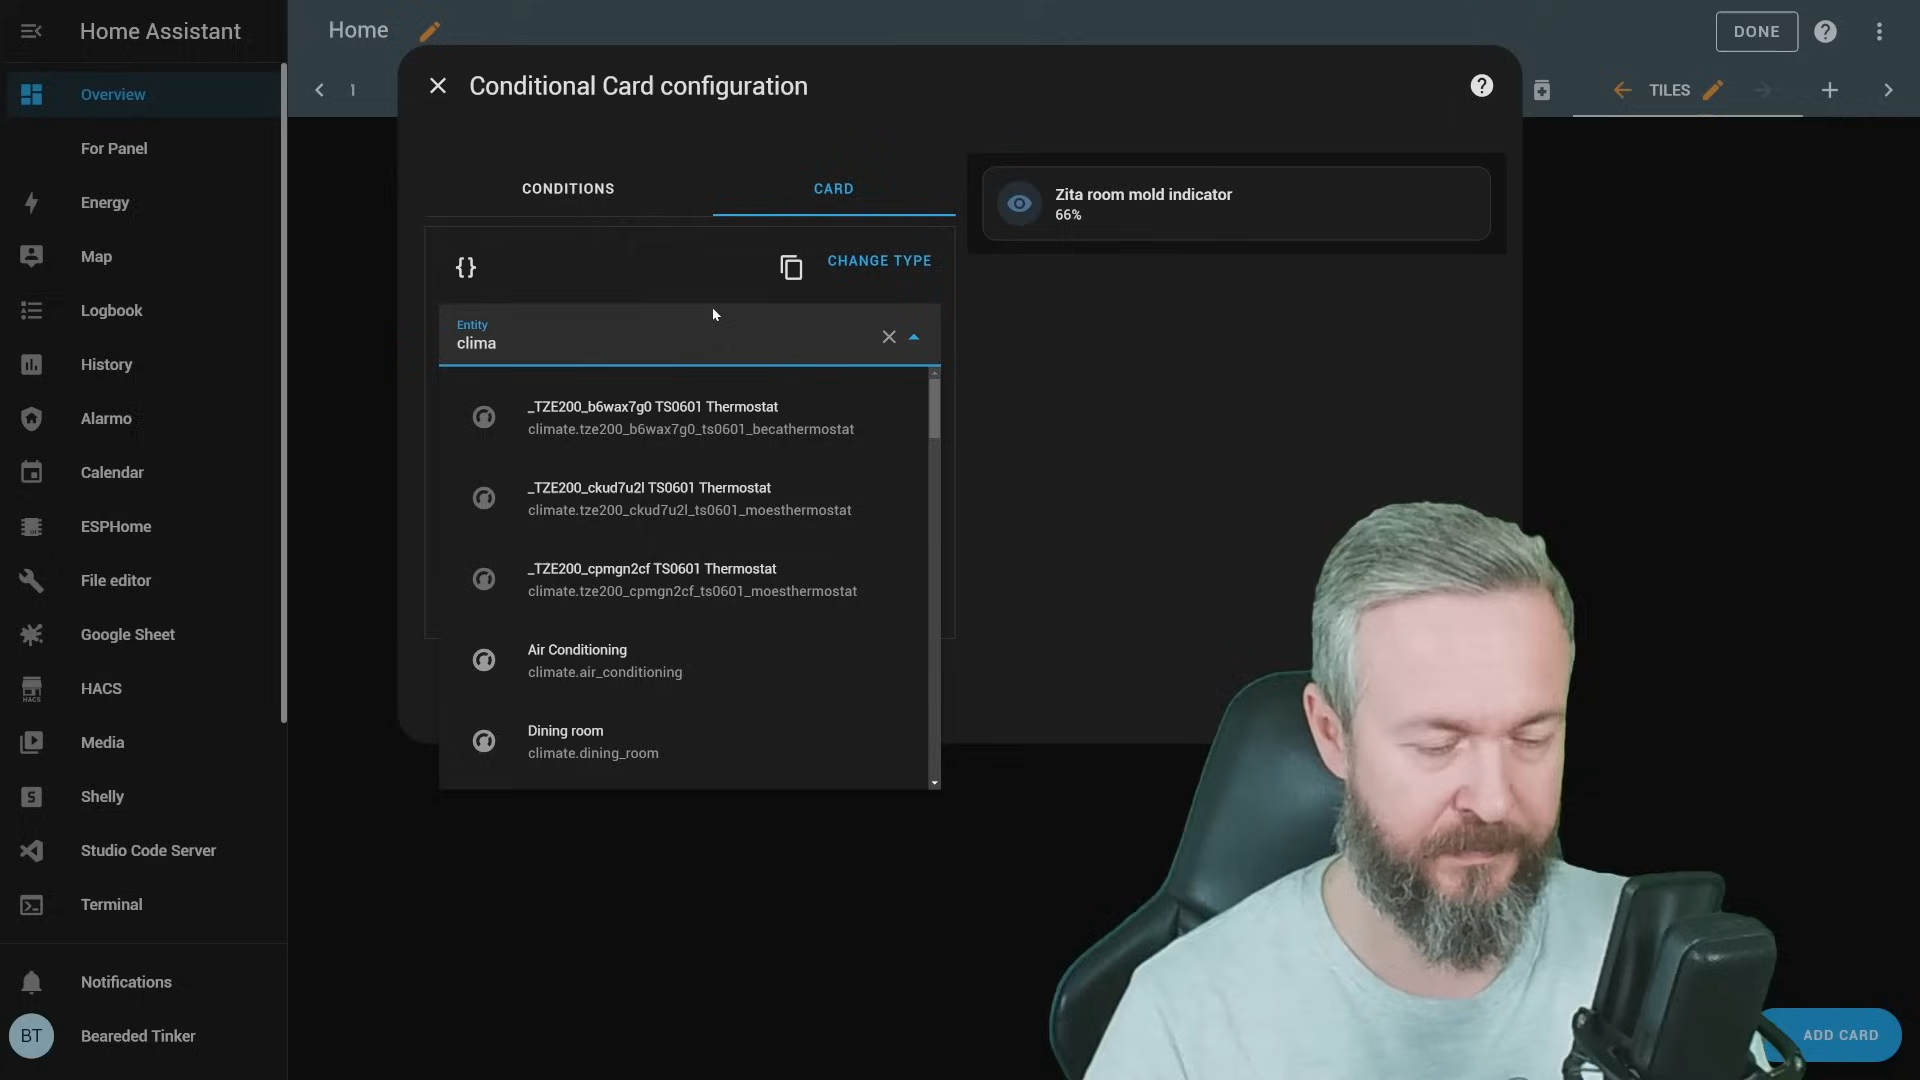 Home Assistant
Overview
For Panel
Energy
Map
Logbook
History
Alarmo
Calendar
ESPHome
File editor
Google Sheet
HACS
HACS
Media
S
Shelly
Studio Code Server
Terminal
Notifications
BT
Bearded Tinker
Home
DONE
1
TILES
Conditional Card configuration
CONDITIONS
CARD
{}
CHANGE TYPE
Entity
clima
_TZE200_b6wax7g0 TS0601 Thermostat
climate.tze200_b6wax7g0_ts0601_becathermostat
_TZE200_ckud7u2l TS0601 Thermostat
climate.tze200_ckud7u2l_ts0601_moesthermostat
_TZE200_cpmgn2cf TS0601 Thermostat
climate.tze200_cpmgn2cf_ts0601_moesthermostat
Air Conditioning
climate.air_conditioning
Dining room
climate.dining_room
Zita room mold indicator
66%
ADD CARD